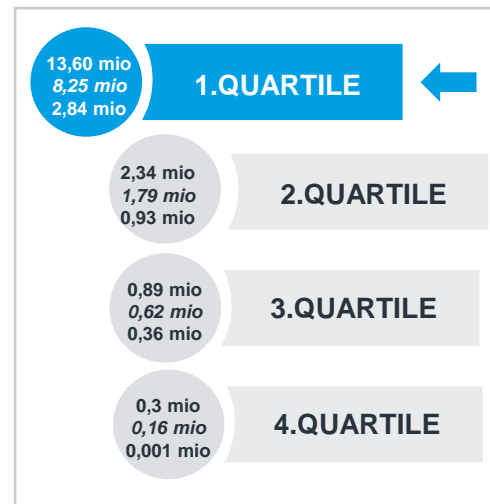 13,60 mio
8,25 mio
2,84 mio
1.QUARTILE
2,34 mio
1,79 mio
0,93 mio
2.QUARTILE
0,89 mio
0,62 mio
0,36 mio
3.QUARTILE
0,3 mio
0,16 mio
0,001 mio
4.QUARTILE